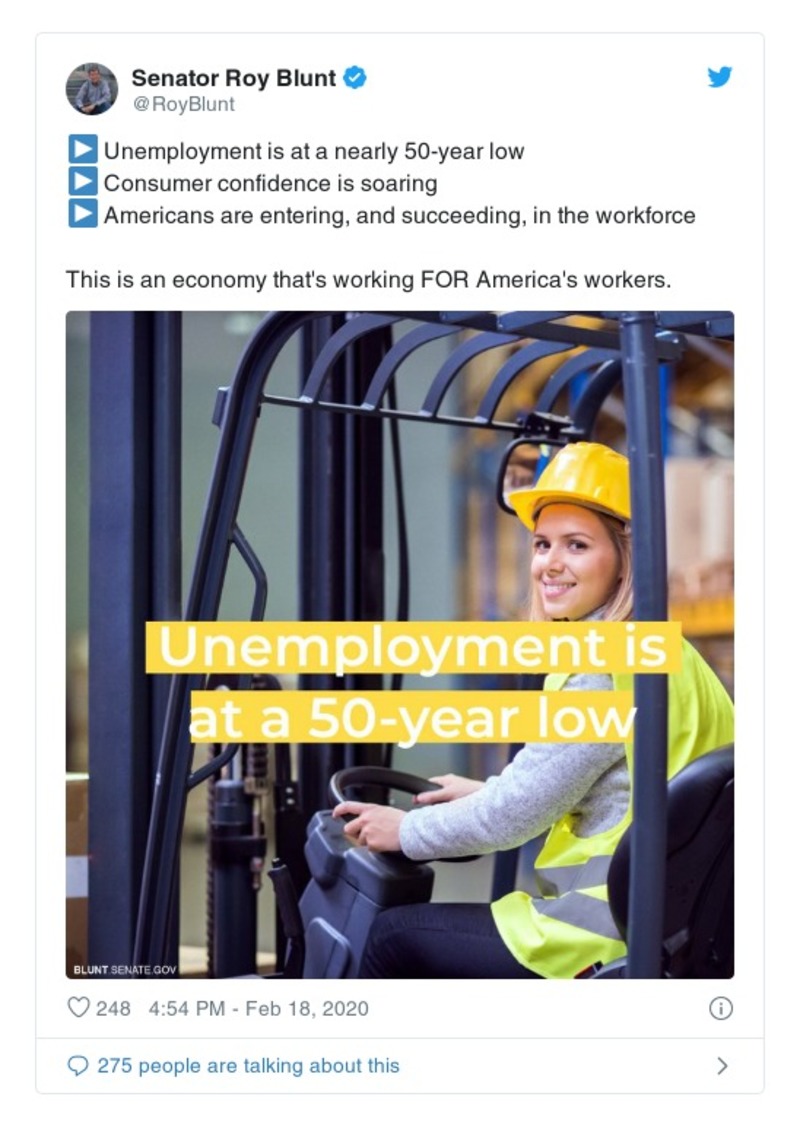 Senator Roy Blunt
@RoyBlunt
Unemployment is at a nearly 50-year low
Consumer confidence is soaring
Americans are entering, and succeeding, in the workforce
This is an economy that's working FOR America's workers.
Unemployment is
at a 50-year low
BLUNT.SENATE.GOV
248 4:54 PM - Feb 18, 2020
275 people are talking about this